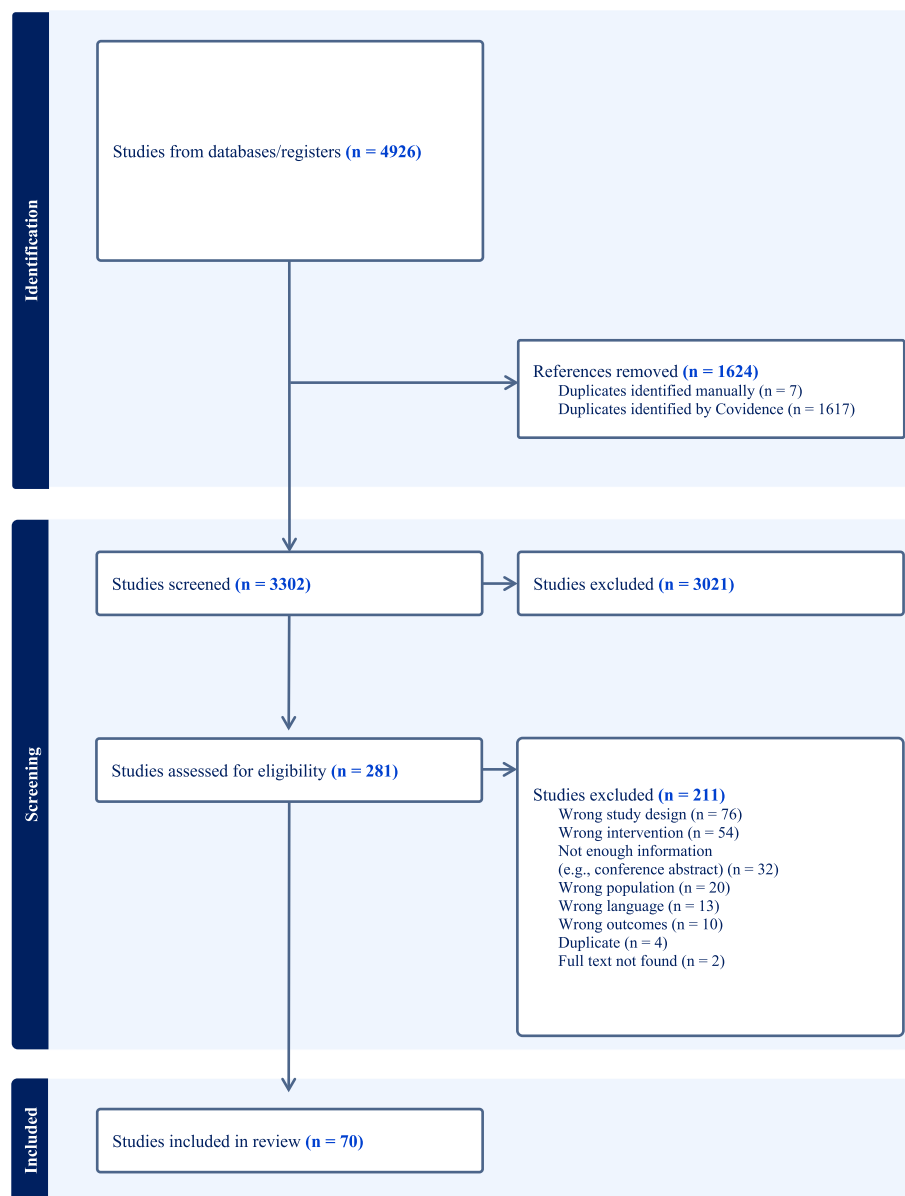 Identification
Studies from databases/registers (n = 4926)
References removed (n = 1624)
Duplicates identified manually (n = 7)
Duplicates identified by Covidence (n = 1617)
Screening
Studies screened (n = 3302)
Studies excluded (n = 3021)
Studies assessed for eligibility (n = 281)
Studies excluded (n = 211)
Wrong study design (n = 76)
Wrong intervention (n = 54)
Not enough information
(e.g., conference abstract) (n = 32)
Wrong population (n = 20)
Wrong language (n = 13)
Wrong outcomes (n = 10)
Duplicate (n = 4)
Full text not found (n = 2)
Included
Studies included in review (n = 70)